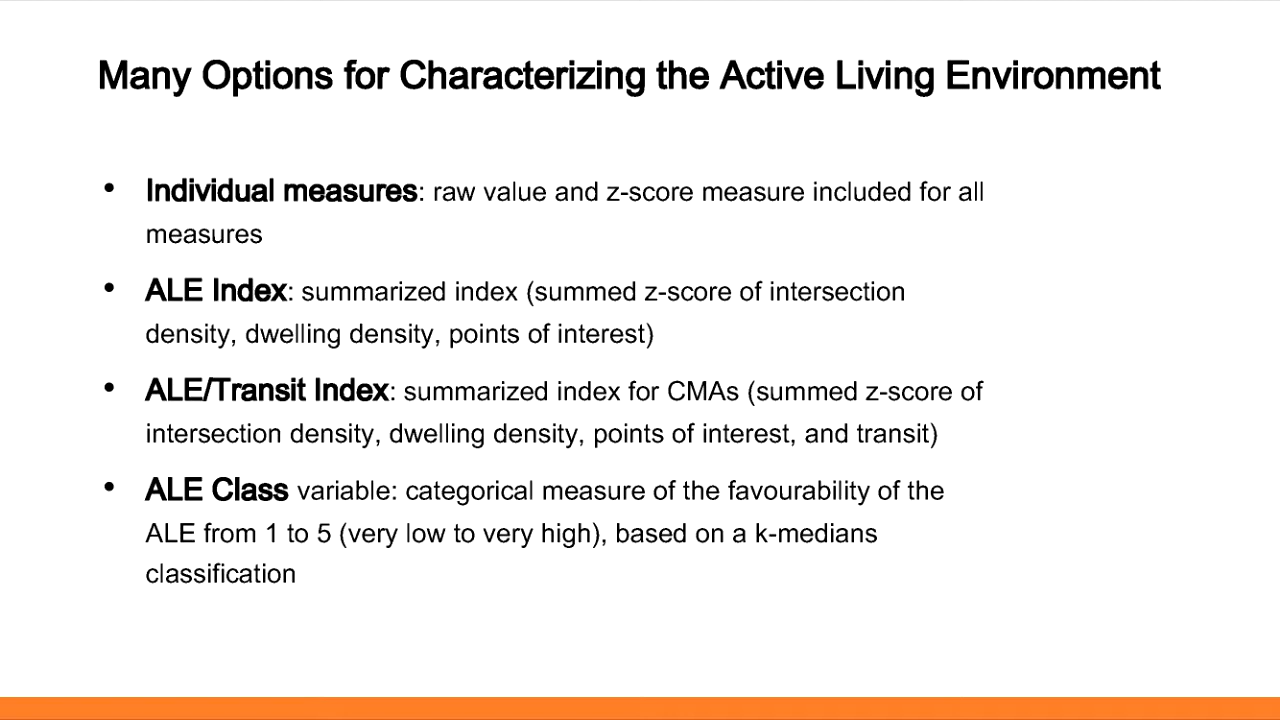 Many Options for Characterizing the Active Living Environment
• Individual measures: raw value and z-score measure included for all
measures
• ALE Index: summarized index (summed z-score of intersection
density, dwelling density, points of interest)
• ALE/Transit Index: summarized index for CMAs (summed z-score of
intersection density, dwelling density, points of interest, and transit)
• ALE Class variable: categorical measure of the favourability of the
ALE from 1 to 5 (very low to very high), based on a k-medians
classification